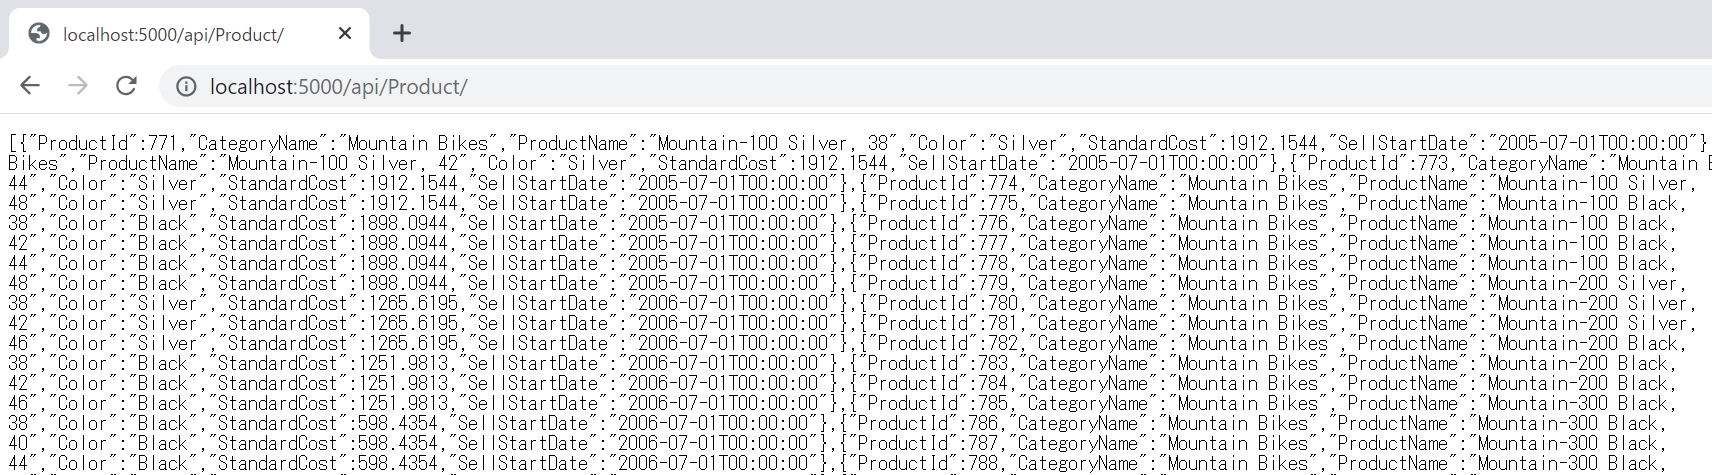 localhost:5000/api/Product/
localhost:5000/api/Product/
[{"ProductId":771,"CategoryName":"Mountain Bikes","ProductName":"Mountain-100 Silver, 38","Color":"Silver","StandardCost":1912.1544,"SellStartDate":"2005-07-01T00:00:00"}
Bikes","ProductName":"Mountain-100 Silver, 42","Color":"Silver","StandardCost":1912.1544,"SellStartDate":"2005-07-01T00:00:00"},{"ProductId":773,"CategoryName":"Mountain B
44","Color":"Silver","StandardCost":1912.1544,"SellStartDate":"2005-07-01T00:00:00"},{"ProductId":774,"CategoryName":"Mountain Bikes","ProductName":"Mountain-100 Silver,
48","Color":"Silver","StandardCost":1912.1544,"SellStartDate":"2005-07-01T00:00:00"},{"ProductId":775,"CategoryName":"Mountain Bikes","ProductName":"Mountain-100 Black,
38","Color":"Black","StandardCost":1898.0944,"SellStartDate":"2005-07-01T00:00:00"},{"ProductId":776,"CategoryName":"Mountain Bikes","ProductName":"Mountain-100 Black,
42","Color":"Black","StandardCost":1898.0944,"SellStartDate":"2005-07-01T00:00:00"},{"ProductId":777,"CategoryName":"Mountain Bikes","ProductName":"Mountain-100 Black,
44","Color":"Black","StandardCost":1898.0944,"SellStartDate":"2005-07-01T00:00:00"},{"ProductId":778,"CategoryName":"Mountain Bikes","ProductName":"Mountain-100 Black,
48","Color":"Black","StandardCost":1898.0944,"SellStartDate":"2005-07-01T00:00:00"},{"ProductId":779,"CategoryName":"Mountain Bikes","ProductName":"Mountain-200 Silver,
38","Color":"Silver","StandardCost":1265.6195,"SellStartDate":"2006-07-01T00:00:00"},{"ProductId":780,"CategoryName":"Mountain Bikes","ProductName":"Mountain-200 Silver,
42","Color":"Silver","StandardCost":1265.6195,"SellStartDate":"2006-07-01T00:00:00"},{"ProductId":781,"CategoryName":"Mountain Bikes","ProductName":"Mountain-200 Silver,
46","Color":"Silver","StandardCost":1265.6195,"SellStartDate":"2006-07-01T00:00:00"},{"ProductId":782,"CategoryName":"Mountain Bikes","ProductName":"Mountain-200 Black,
38","Color":"Black","StandardCost":1251.9813,"SellStartDate":"2006-07-01T00:00:00"},{"ProductId":783,"CategoryName":"Mountain Bikes","ProductName":"Mountain-200 Black,
42","Color":"Black","StandardCost":1251.9813,"SellStartDate":"2006-07-01T00:00:00"},{"ProductId":784,"CategoryName":"Mountain Bikes","ProductName":"Mountain-200 Black,
46","Color":"Black","StandardCost":1251.9813,"SellStartDate":"2006-07-01T00:00:00"},{"ProductId":785,"CategoryName":"Mountain Bikes","ProductName":"Mountain-300 Black,
38","Color":"Black","StandardCost":598.4354,"SellStartDate":"2006-07-01T00:00:00"},{"ProductId":786,"CategoryName":"Mountain Bikes","ProductName":"Mountain-300 Black,
40","Color":"Black","StandardCost":598.4354,"SellStartDate":"2006-07-01T00:00:00"},{"ProductId":787,"CategoryName":"Mountain Bikes","ProductName":"Mountain-300 Black,
44","Color":"Black","StandardCost":598.4354,"SellStartDate":"2006-07-01T00:00:00"},{"ProductId":788,"CategoryName":"Mountain Bikes","ProductName":"Mountain-300 Black,